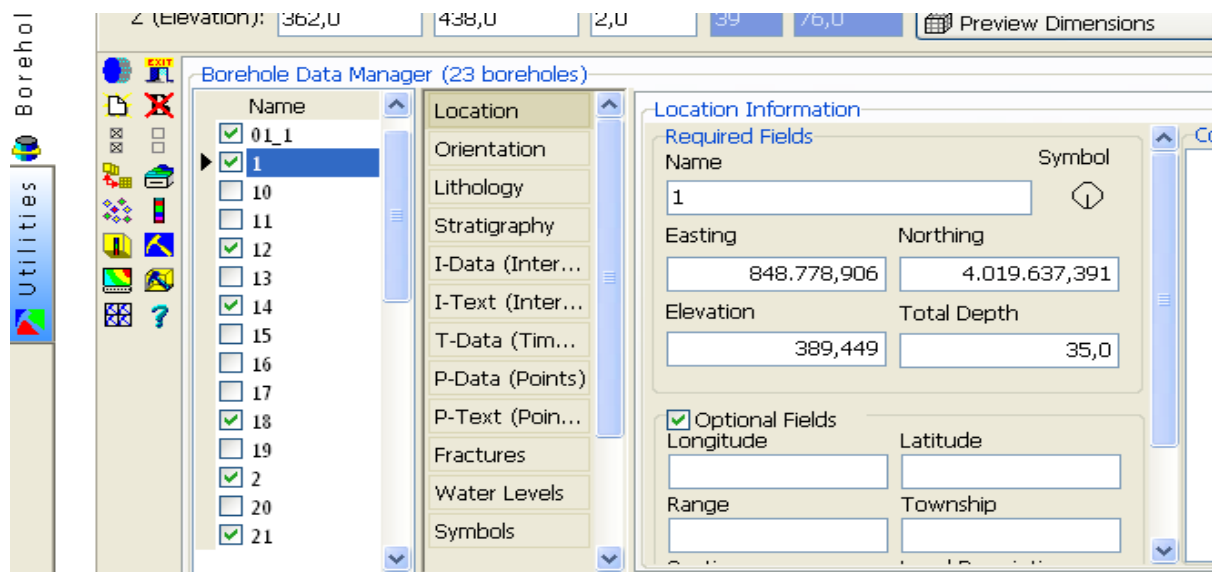 Z (Elevation): 362,0 438,0 2,0 39 76,0 Preview Dimensions
Borehol
Utilities
EXIT
Borehole Data Manager (23 boreholes)
Name
01_1
1
10
11
12
13
14
15
16
17
18
19
2
20
21
Location
Orientation
Lithology
Stratigraphy
I-Data (Inter...
I-Text (Inter...
T-Data (Tim...
P-Data (Points)
P-Text (Poin...
Fractures
Water Levels
Symbols
Location Information
Required Fields
Name Symbol
1
Easting Northing
848.778,906 4.019.637,391
Elevation Total Depth
389,449 35,0
Optional Fields
Longitude Latitude
Range Township